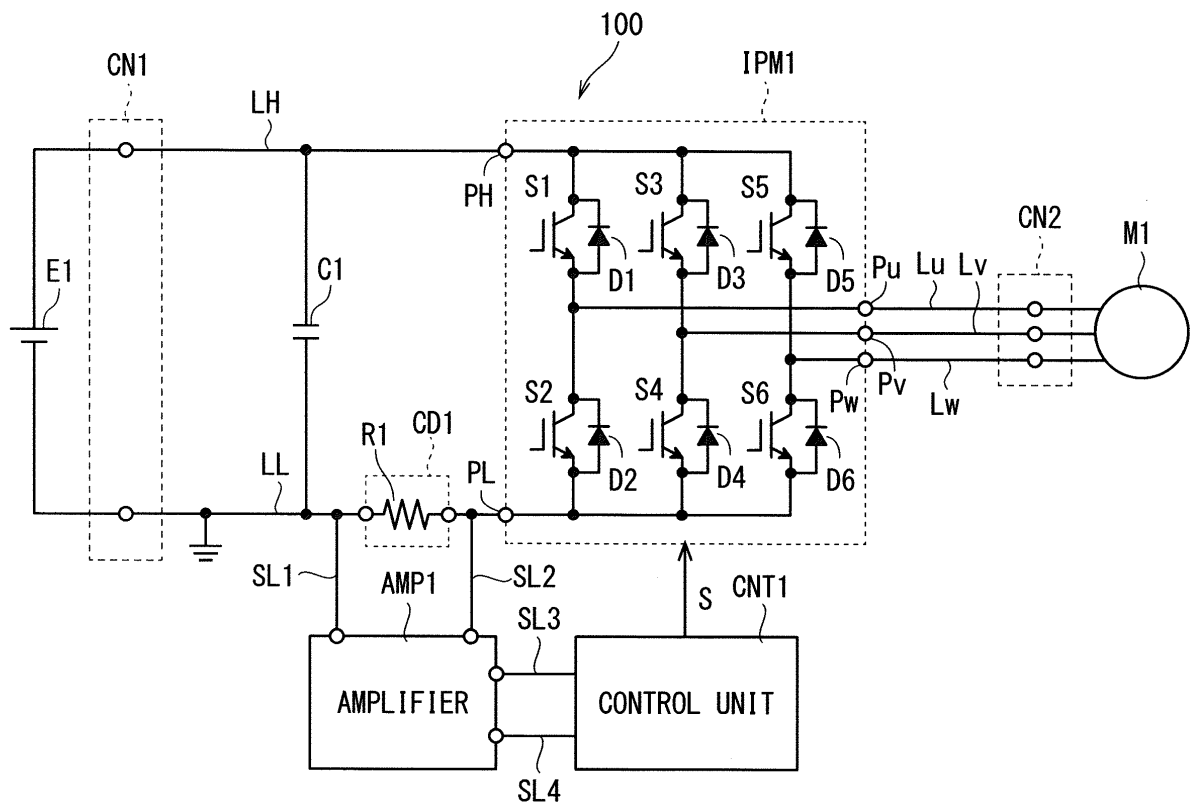 100
CN1
IPM1
LH
PH
S1
S3
S5
CN2
M1
E1
C1
D1
D3
D5
Pu
Lu
Lv
S2
S4
S6
Pw
Pv
Lw
R1
CD1
LL
PL
D2
D4
D6
SL1
AMP1
SL2
S
CNT1
SL3
AMPLIFIER
CONTROL UNIT
SL4